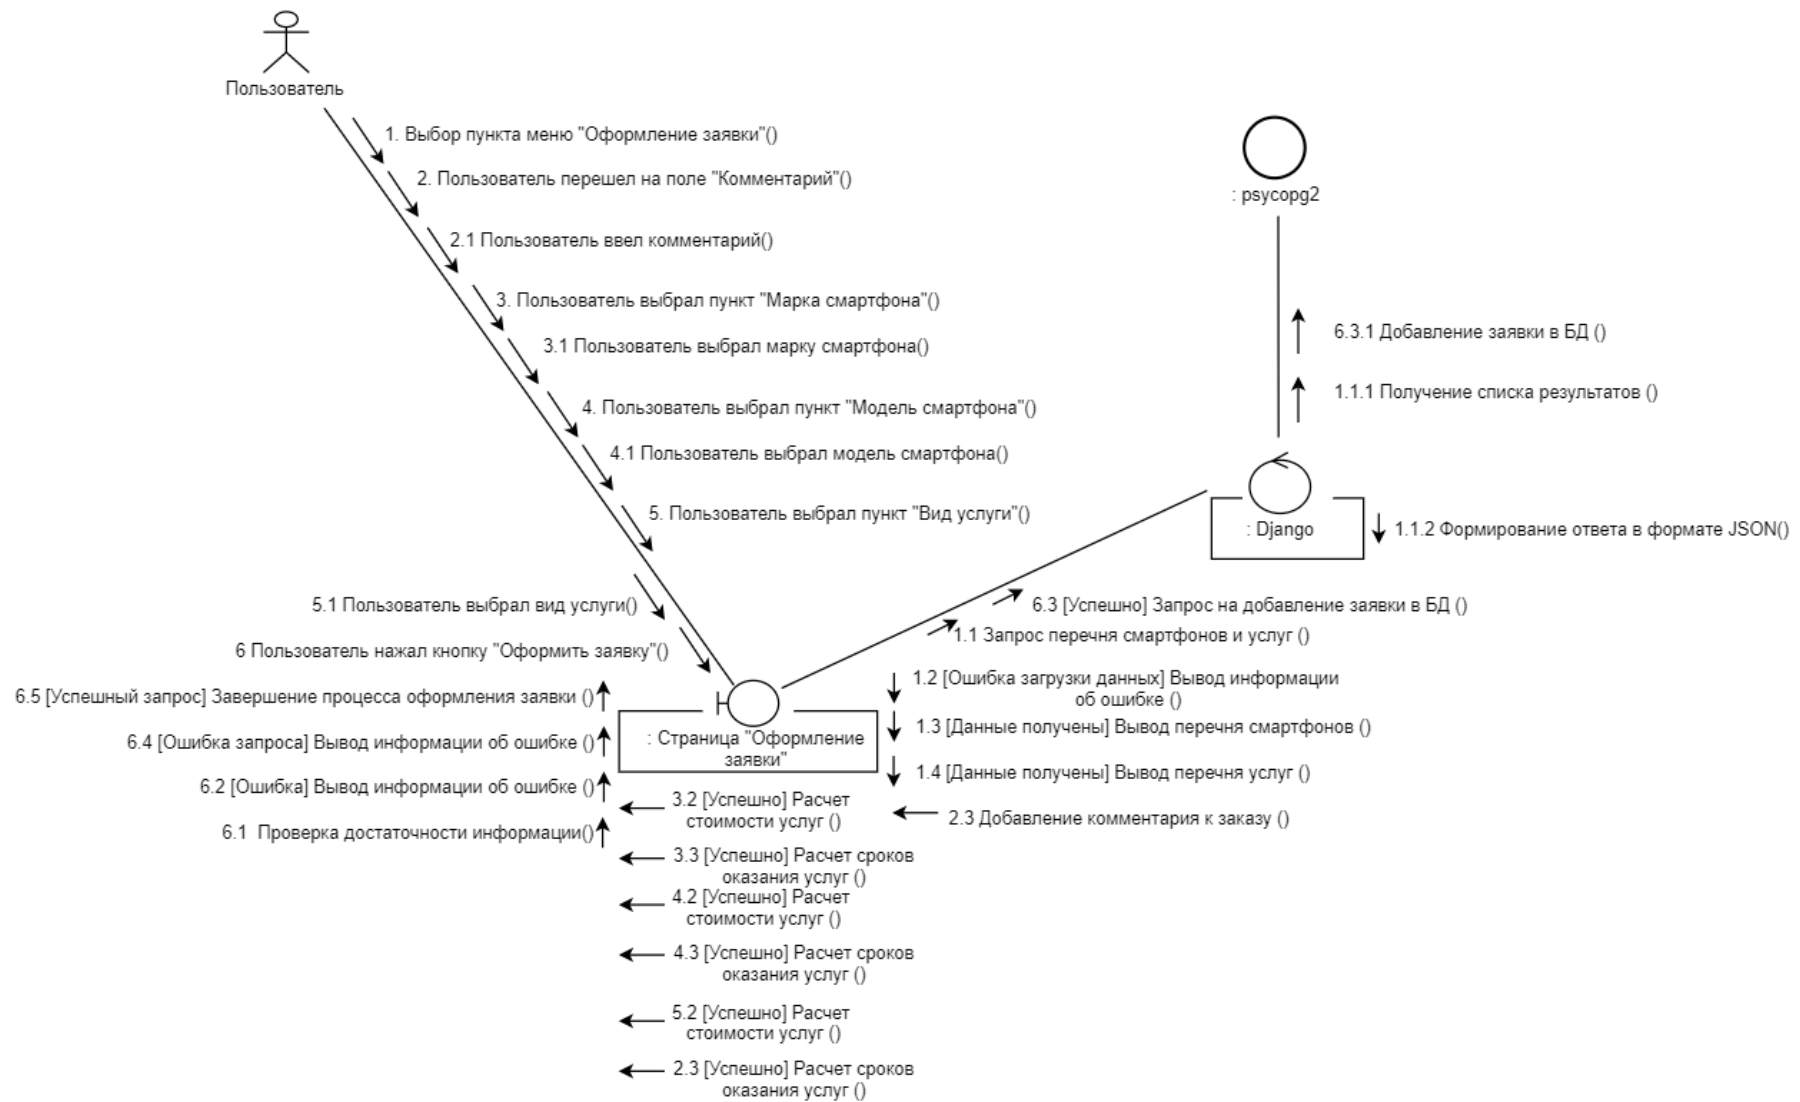 Пользователь
1. Выбор пункта меню "Оформление заявки"()
2. Пользователь перешел на поле "Комментарий"()
: psycopg2
2.1 Пользователь ввел комментарий()
3. Пользователь выбрал пункт "Марка смартфона"()
6.3.1 Добавление заявки в БД ()
3.1 Пользователь выбрал марку смартфона()
1.1.1 Получение списка результатов ()
4. Пользователь выбрал пункт "Модель смартфона"()
4.1 Пользователь выбрал модель смартфона()
5. Пользователь выбрал пункт "Вид услуги"()
: Django
1.1.2 Формирование ответа в формате JSON()
5.1 Пользователь выбрал вид услуги()
6.3 [Успешно] Запрос на добавление заявки в БД ()
1.1 Запрос перечня смартфонов и услуг ()
6 Пользователь нажал кнопку "Оформить заявку"()
6.5 [Успешный запрос] Завершение процесса оформления заявки ()
6.4 [Ошибка запроса] Вывод информации об ошибке ()
6.2 [Ошибка] Вывод информации об ошибке ()
6.1  Проверка достаточности информации()
: Страница "Оформление
заявки"
1.2 [Ошибка загрузки данных] Вывод информации
об ошибке ()
1.3 [Данные получены] Вывод перечня смартфонов ()
1.4 [Данные получены] Вывод перечня услуг ()
2.3 Добавление комментария к заказу ()
3.2 [Успешно] Расчет
стоимости услуг ()
3.3 [Успешно] Расчет сроков
оказания услуг ()
4.2 [Успешно] Расчет
стоимости услуг ()
4.3 [Успешно] Расчет сроков
оказания услуг ()
5.2 [Успешно] Расчет
стоимости услуг ()
2.3 [Успешно] Расчет сроков
оказания услуг ()